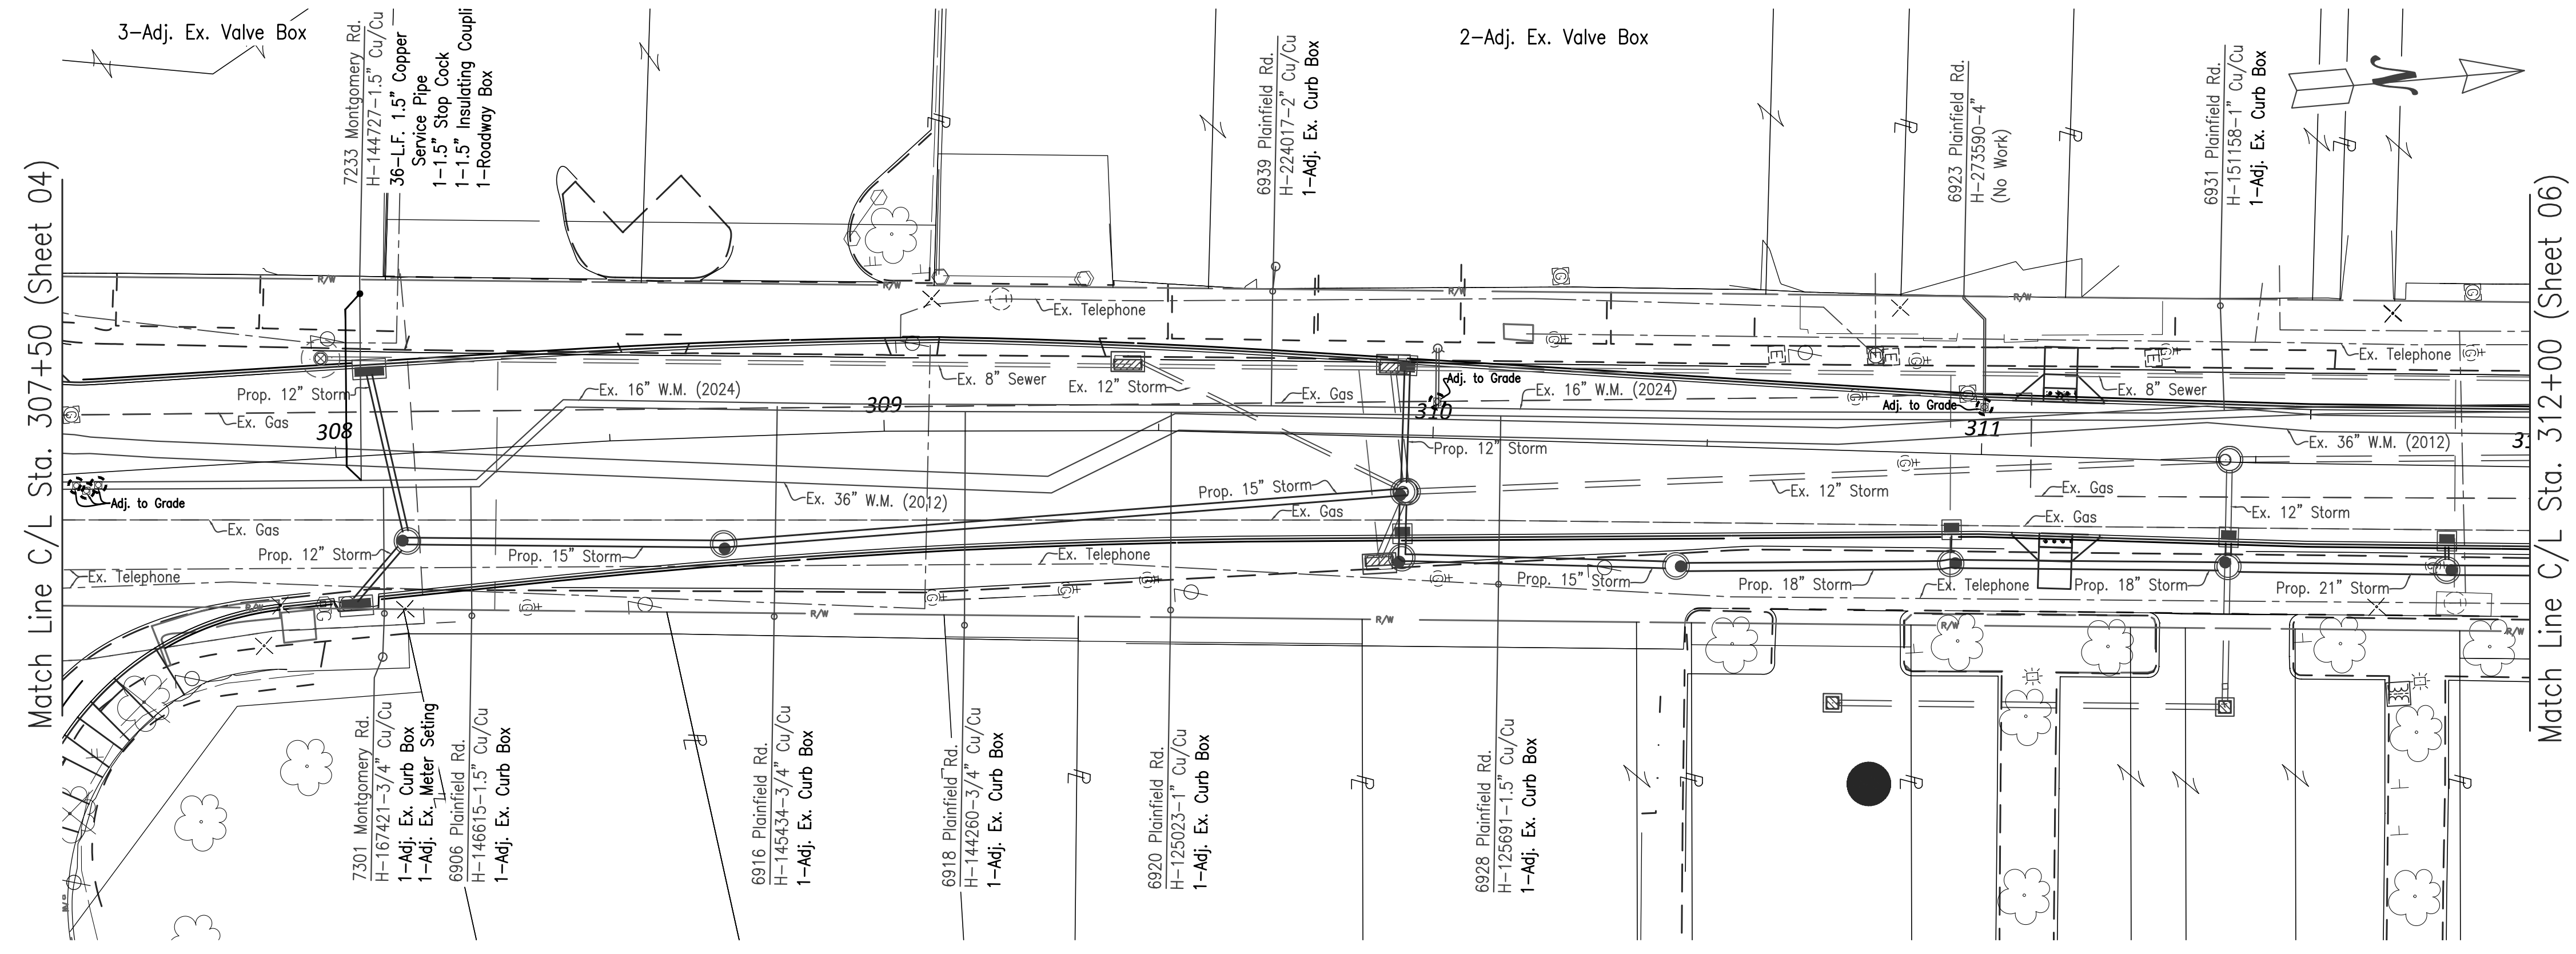 3-Adj. Ex. Valve Box
2-Adj. Ex. Valve Box
7233 Montgomery Rd.
H-144727-1.5" Cu/Cu
36-L.F. 1.5" Copper
Service Pipe
1-1.5" Stop Cock
1-1.5" Insulating Coupli
1-Roadway Box
6939 Plainfield Rd.
H-224017-2" Cu/Cu
1-Adj. Ex. Curb Box
6923 Plainfield Rd.
H-273590-4"
(No Work)
6931 Plainfield Rd.
H-151158-1" Cu/Cu
1-Adj. Ex. Curb Box
N
Match Line C/L Sta. 307+50 (Sheet 04)
Match Line C/L Sta. 312+00 (Sheet 06)
R/W
R/W
R/W
R/W
Ex. Telephone
Ex. Telephone
Prop. 12" Storm
Ex. 16" W.M. (2024)
Ex. 8" Sewer
Ex. 12" Storm
Ex. Gas
Adj. to Grade
Ex. 16" W.M. (2024)
Adj. to Grade
Ex. 8" Sewer
Ex. Gas
308
309
310
311
31
Prop. 12" Storm
Ex. 36" W.M. (2012)
Adj. to Grade
Ex. 36" W.M. (2012)
Prop. 15" Storm
Ex. 12" Storm
Ex. Gas
Ex. Gas
Ex. Gas
Ex. Gas
Ex. 12" Storm
Prop. 12" Storm
Prop. 15" Storm
Ex. Telephone
Ex. Telephone
Prop. 15" Storm
Prop. 18" Storm
Ex. Telephone
Prop. 18" Storm
Prop. 21" Storm
R/W
R/W
R/W
R/W
R/W
7301 Montgomery Rd.
H-167421-3/4" Cu/Cu
1-Adj. Ex. Curb Box
1-Adj. Ex. Meter Seting
6906 Plainfield Rd.
H-146615-1.5" Cu/Cu
1-Adj. Ex. Curb Box
6916 Plainfield Rd.
H-145434-3/4" Cu/Cu
1-Adj. Ex. Curb Box
6918 Plainfield Rd.
H-144260-3/4" Cu/Cu
1-Adj. Ex. Curb Box
6920 Plainfield Rd.
H-125023-1" Cu/Cu
1-Adj. Ex. Curb Box
6928 Plainfield Rd.
H-125691-1.5" Cu/Cu
1-Adj. Ex. Curb Box